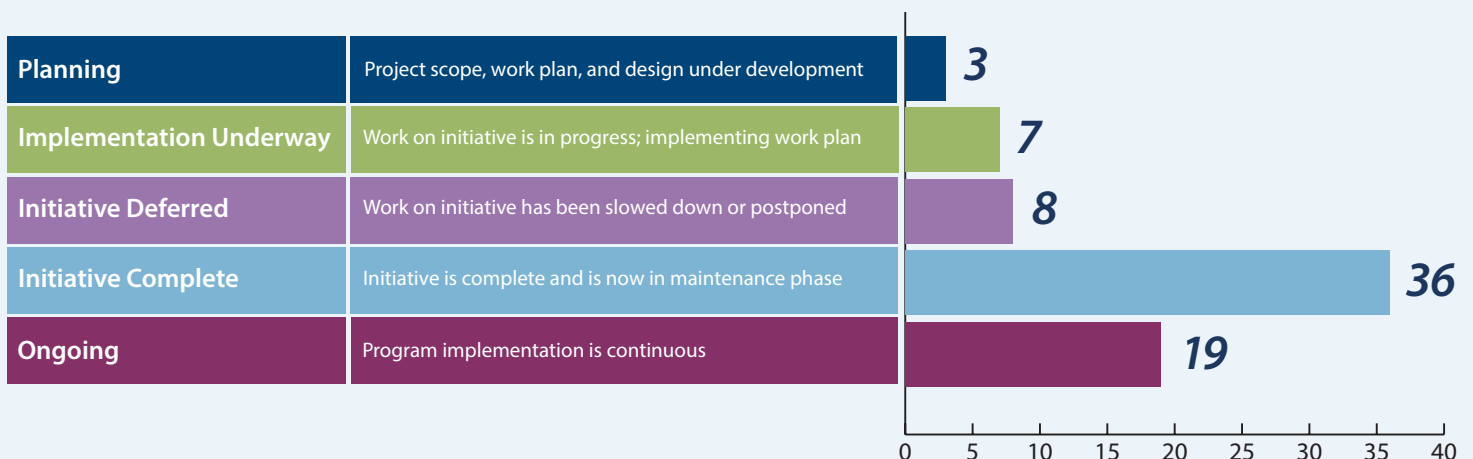 Planning
Project scope, work plan, and design under development
3
Implementation Underway
Work on initiative is in progress; implementing work plan
7
Initiative Deferred
Work on initiative has been slowed down or postponed
8
Initiative Complete
Initiative is complete and is now in maintenance phase
36
Ongoing
Program implementation is continuous
19
0 5 10 15 20 25 30 35 40